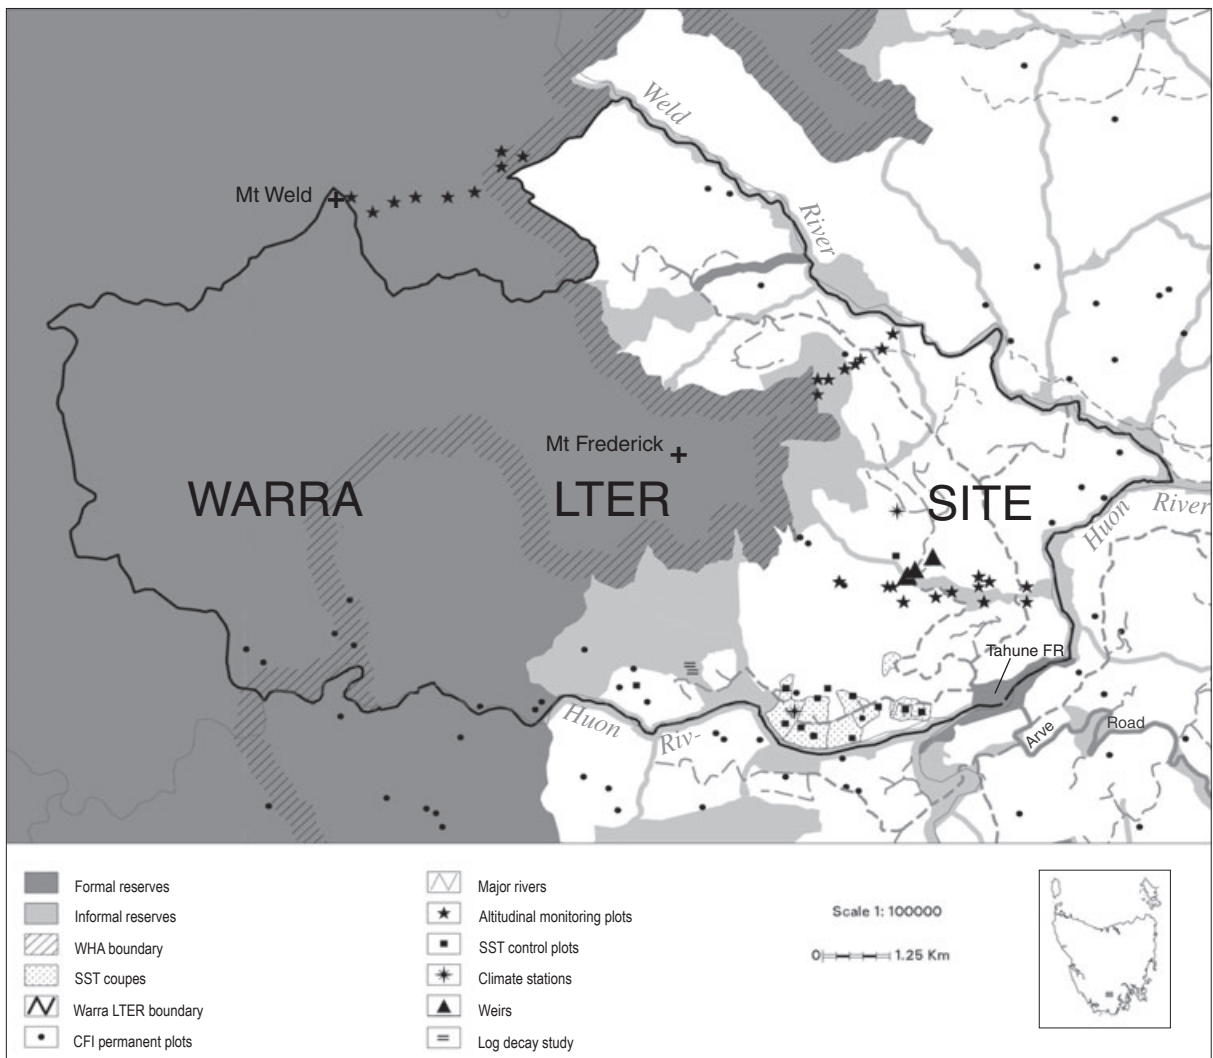 Weld
River
Mt Weld
Mt Frederick
WARRA LTER SITE
Huon River
Tahune FR
Huon Riv-
Arve Road
Formal reserves
Informal reserves
WHA boundary
SST coupes
Warra LTER boundary
CFI permanent plots
Major rivers
Altitudinal monitoring plots
SST control plots
Climate stations
Weirs
Log decay study
Scale 1: 100000
0 1.25 Km